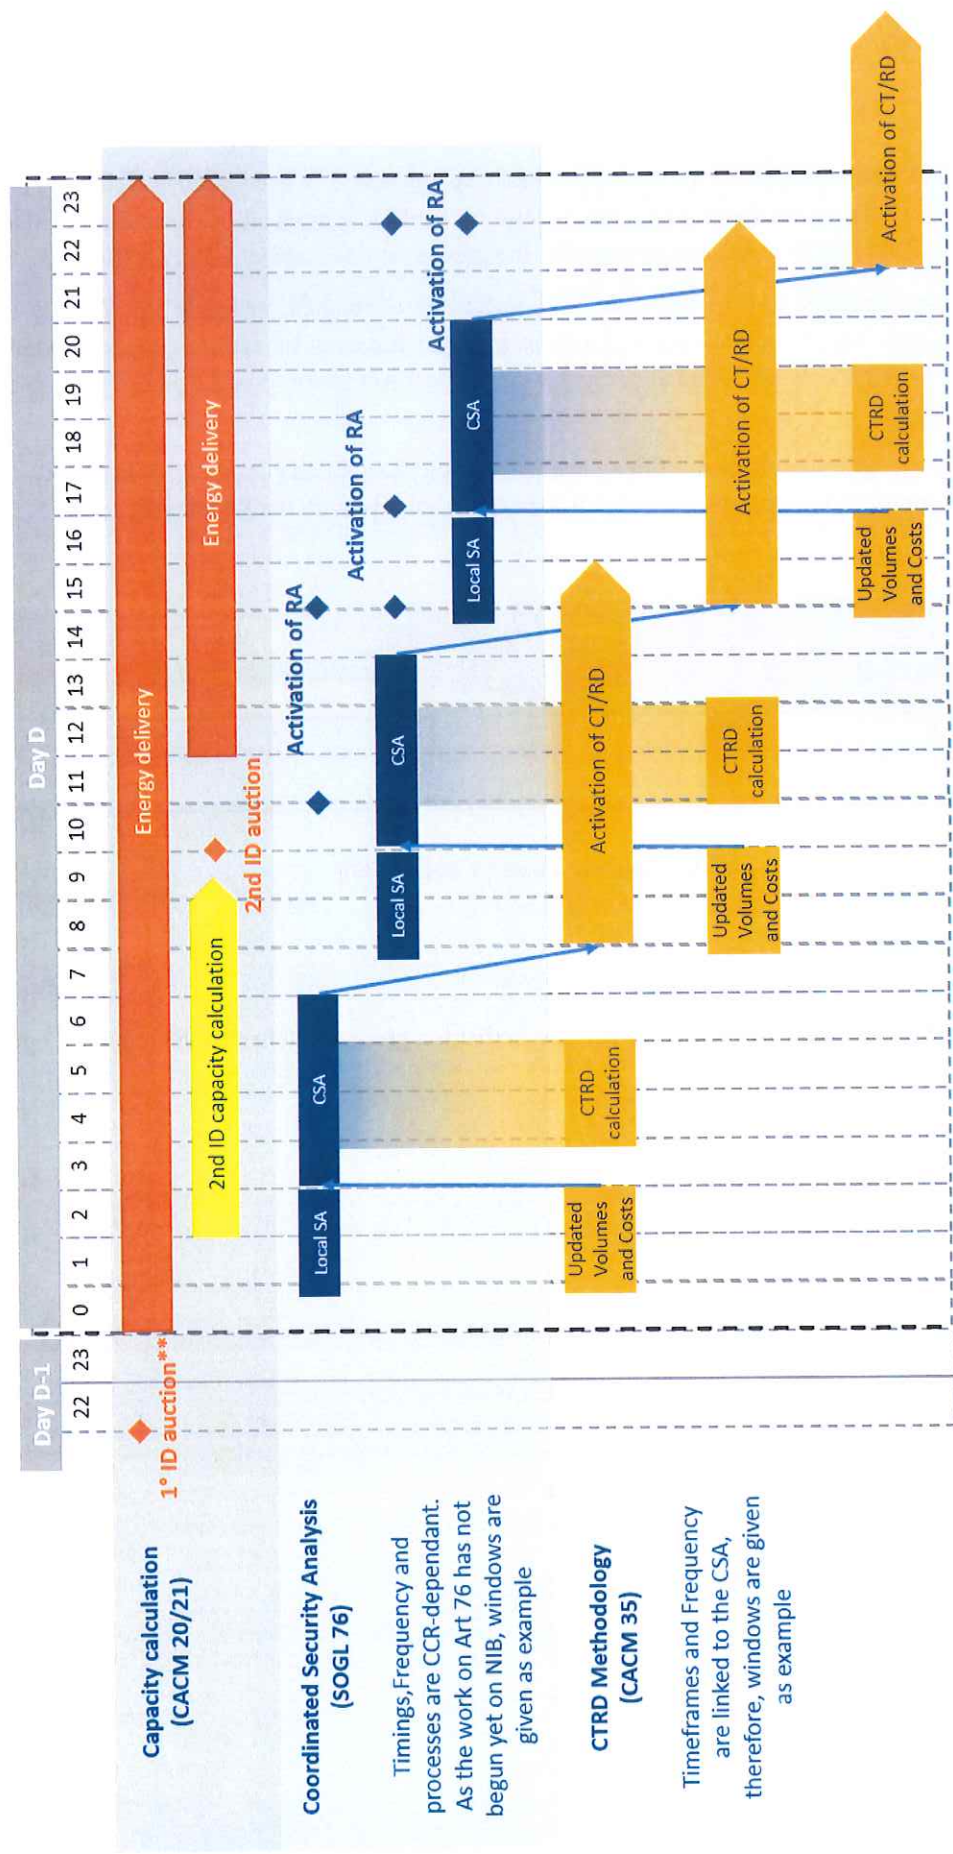 Day D-1
Day D
22
23
0
1
2
3
4
5
6
7
8
9
10
11
12
13
14
15
16
17
18
19
20
21
22
23
Capacity calculation
(CACM 20/21)
1° ID auction**
Energy delivery
2nd ID capacity calculation
2nd ID auction
Energy delivery
Coordinated Security Analysis
(SOGL 76)
Timings,Frequency and
processes are CCR-dependant.
As the work on Art 76 has not
begun yet on NIB, windows are
given as example
Local SA
CSA
Activation of RA
Local SA
CSA
Activation of RA
Local SA
CSA
Activation of RA
CTRD Methodology
(CACM 35)
Timeframes and Frequency
are linked to the CSA,
therefore, windows are given
as example
Updated
Volumes
and Costs
CTRD
calculation
Activation of CT/RD
Updated
Volumes
and Costs
CTRD
calculation
Activation of CT/RD
Updated
Volumes
and Costs
CTRD
calculation
Activation of CT/RD